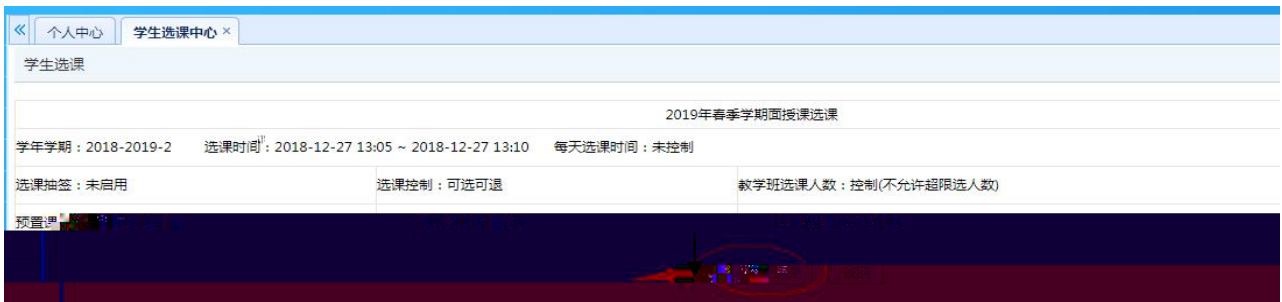 个人中心 学生选课中心 ×
学生选课
2019年春季学期面授课选课
学年学期：2018-2019-2 选课时间：2018-12-27 13:05 ~ 2018-12-27 13:10 每天选课时间：未控制
选课抽签：未启用 选课控制：可选可退 教学班选课人数：控制(不允许超限选人数)
预置课